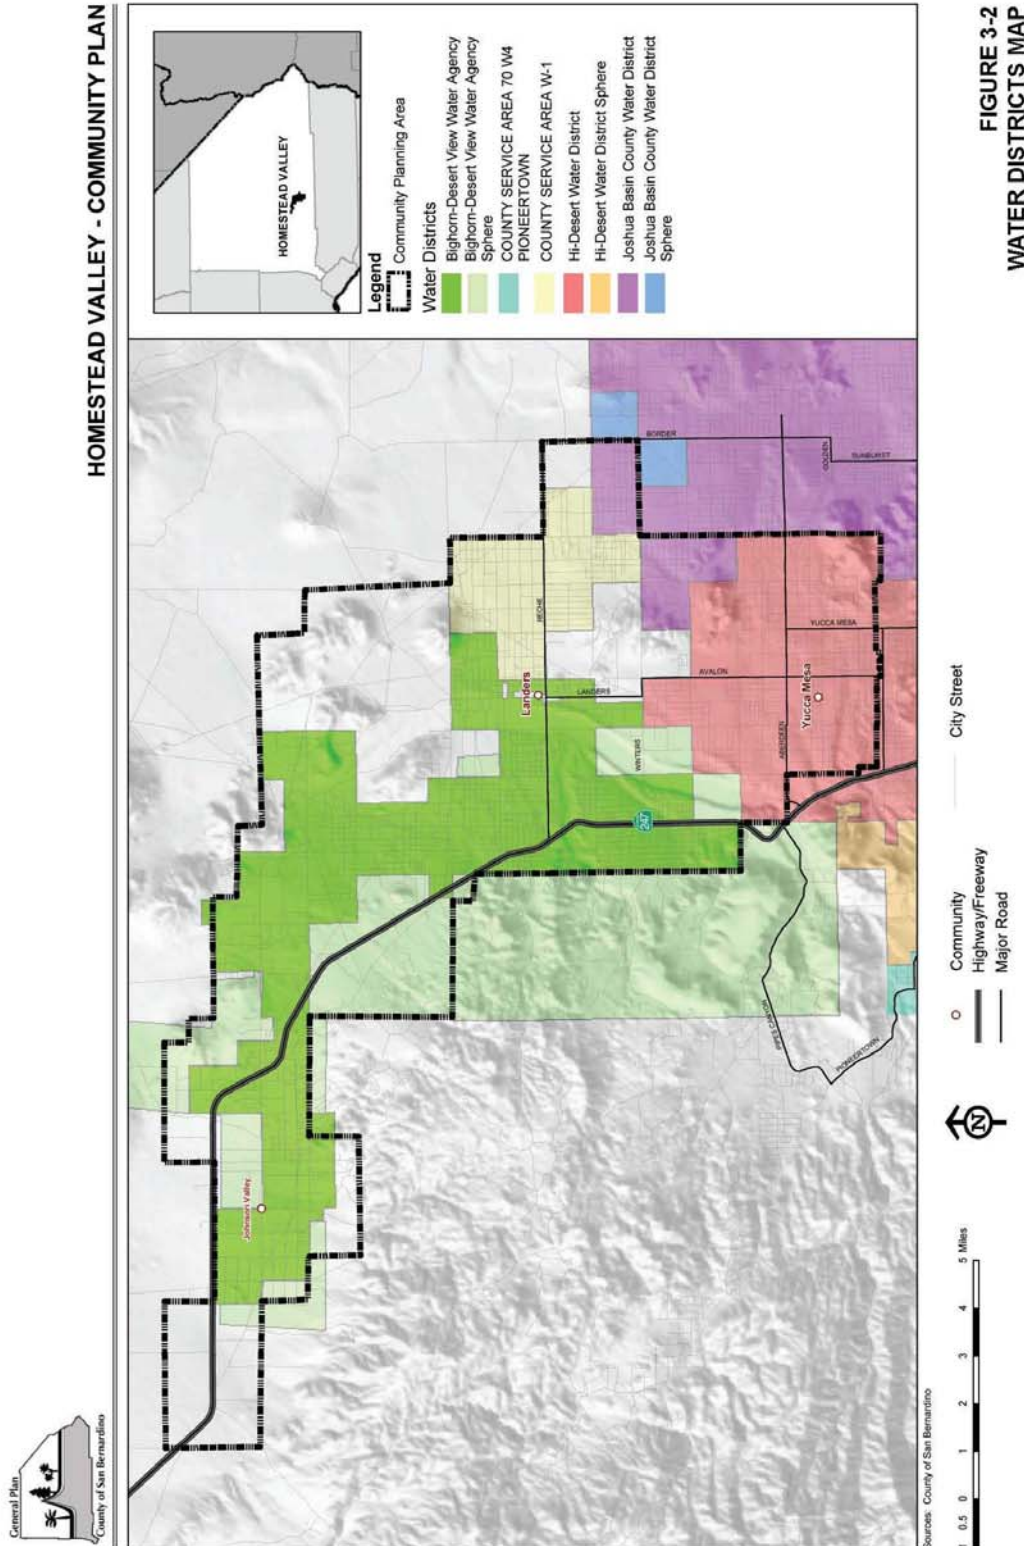 HOMESTEAD VALLEY - COMMUNITY PLAN
General Plan
County of San Bernardino
HOMESTEAD VALLEY
Legend
Community Planning Area
Water Districts
Bighorn-Desert View Water Agency
Bighorn-Desert View Water Agency
Sphere
COUNTY SERVICE AREA 70 W4
PIONEERTOWN
COUNTY SERVICE AREA W-1
Hi-Desert Water District
Hi-Desert Water District Sphere
Joshua Basin County Water District
Joshua Basin County Water District
Sphere
Johnson Valley
Landers
RECHE
LANDERS
WINTERS
247
BORDER
AVALON
ABERDEEN
Yucca Mesa
YUCCA MESA
GOLDEN
SUNBURST
PIPES CANYON
PIONEERTOWN
Sources: County of San Bernardino
0.5 0 1 2 3 4 5 Miles
N
Community
Highway/Freeway
Major Road
City Street
FIGURE 3-2
WATER DISTRICTS MAP